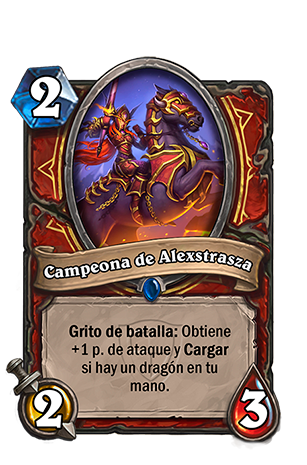 2
Campeona de Alexstrasza
Grito de batalla: Obtiene
+1 p. de ataque y Cargar
si hay un dragón en tu
mano.
2
3